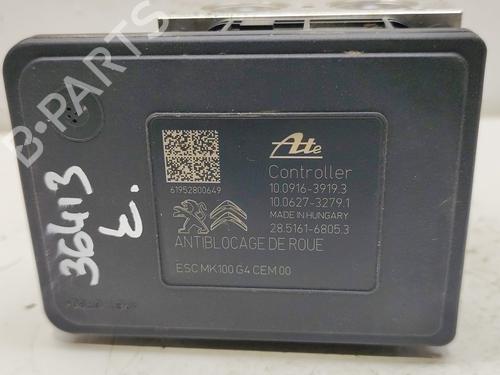 B-PARTS
Ate
Controller
10.0916-3919.3
10.0627-3279.1
MADE IN HUNGARY
28.5161-6805.3
61952800649
ANTIBLOCAGE DE ROUE
ESC MK100 G4 CEM 00
36413
E.